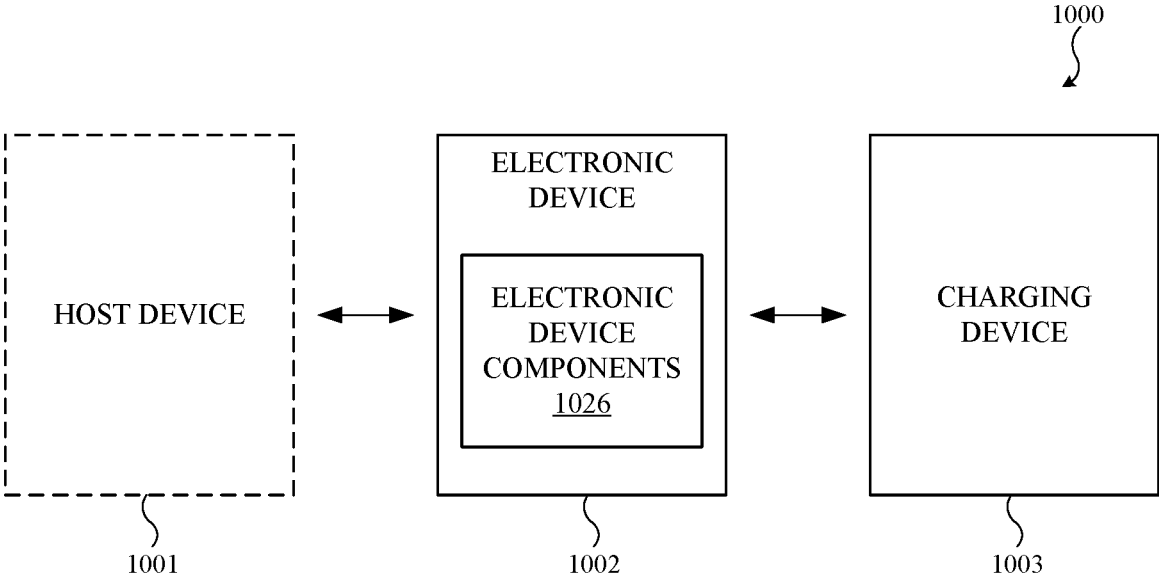 1000
HOST DEVICE
ELECTRONIC
DEVICE
ELECTRONIC
DEVICE
COMPONENTS
1026
CHARGING
DEVICE
1001
1002
1003